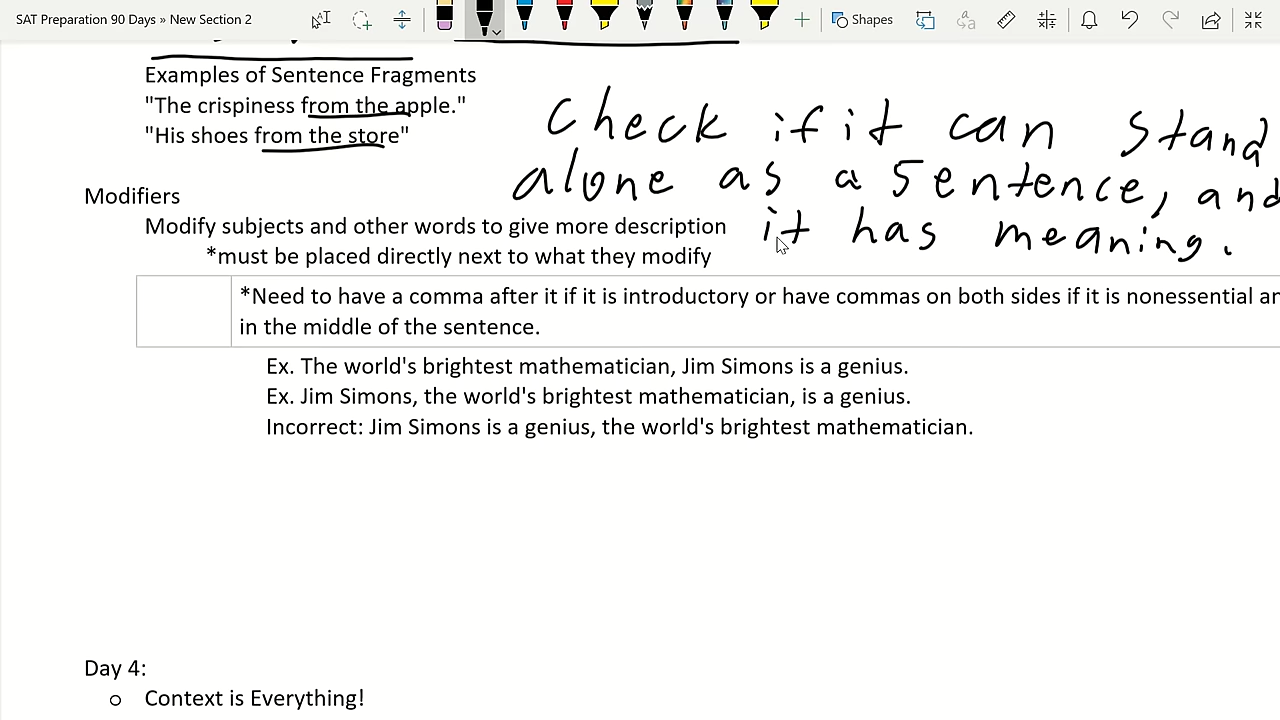 SAT Preparation 90 Days » New Section 2
Shapes
Examples of Sentence Fragments
"The crispiness from the apple."
"His shoes from the store"
Check if it can stand
alone as a sentence, and
it has meaning.
Modifiers
Modify subjects and other words to give more description
*must be placed directly next to what they modify
*Need to have a comma after it if it is introductory or have commas on both sides if it is nonessential
in the middle of the sentence.
Ex. The world's brightest mathematician, Jim Simons is a genius.
Ex. Jim Simons, the world's brightest mathematician, is a genius.
Incorrect: Jim Simons is a genius, the world's brightest mathematician.
Day 4:
o Context is Everything!